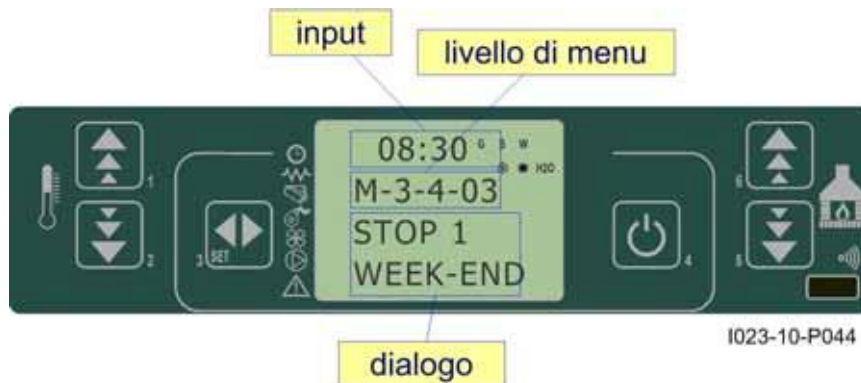 input
livello di menu
08:30 G S W
H2O
M-3-4-03
STOP 1
WEEK-END
1
2
3 SET
4
6
5
dialogo
I023-10-P044